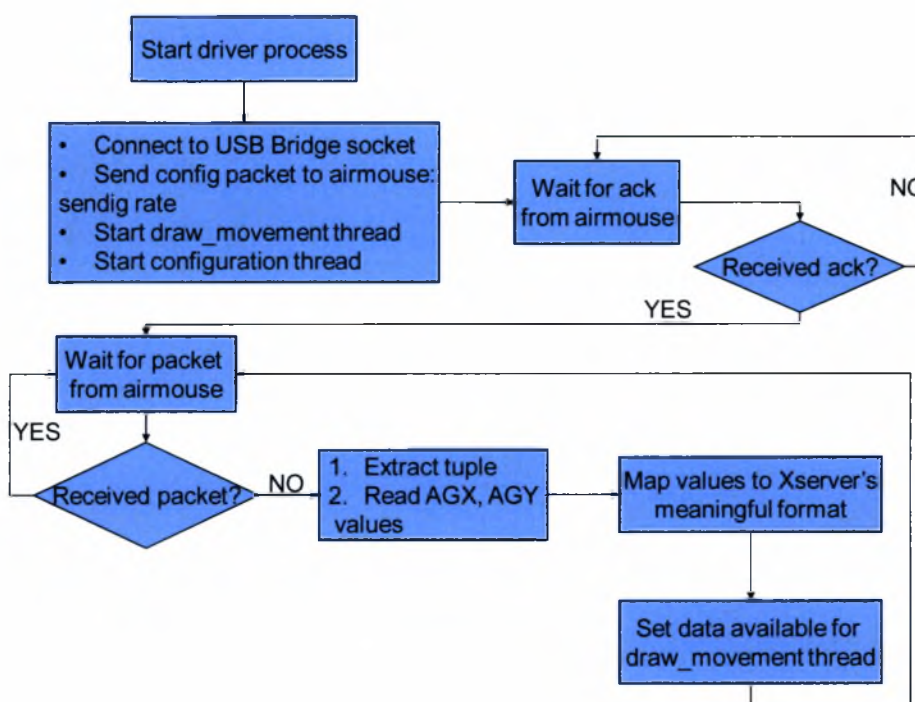 Start driver process
• Connect to USB Bridge socket
• Send config packet to airmouse:
sendig rate
• Start draw_movement thread
• Start configuration thread
Wait for ack
from airmouse
NO
Received ack?
YES
Wait for packet
from airmouse
YES
Received packet?
NO
1. Extract tuple
2. Read AGX, AGY
values
Map values to Xserver's
meaningful format
Set data available for
draw_movement thread